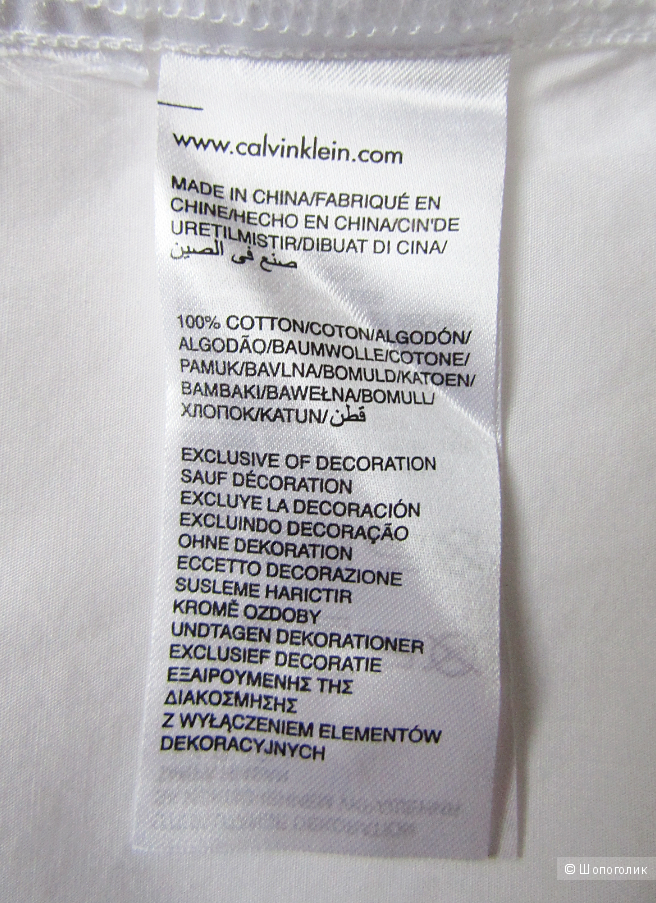 www.calvinklein.com
MADE IN CHINA/FABRIQUÉ EN
CHINE/HECHO EN CHINA/CIN'DE
URETILMISTIR/DIBUAT DI CINA/
صنع في الصين
100% COTTON/COTON/ALGODÓN/
ALGODÃO/BAUMWOLLE/COTONE/
PAMUK/BAVLNA/BOMULD/KATOEN/
BAMBAKI/BAWEŁNA/BOMULL/
ХЛОПОК/KATUN/قطن
EXCLUSIVE OF DECORATION
SAUF DÉCORATION
EXCLUYE LA DECORACIÓN
EXCLUINDO DECORAÇÃO
OHNE DEKORATION
ECCETTO DECORAZIONE
SUSLEME HARICTIR
KROMĚ OZDOBY
UNDTAGEN DEKORATIONER
EXCLUSIEF DECORATIE
ΕΞΑΙΡΟΥΜΕΝΗΣ ΤΗΣ
ΔΙΑΚΟΣΜΗΣΗΣ
Z WYŁĄCZENIEM ELEMENTÓW
DEKORACYJNYCH
© Шопоголик